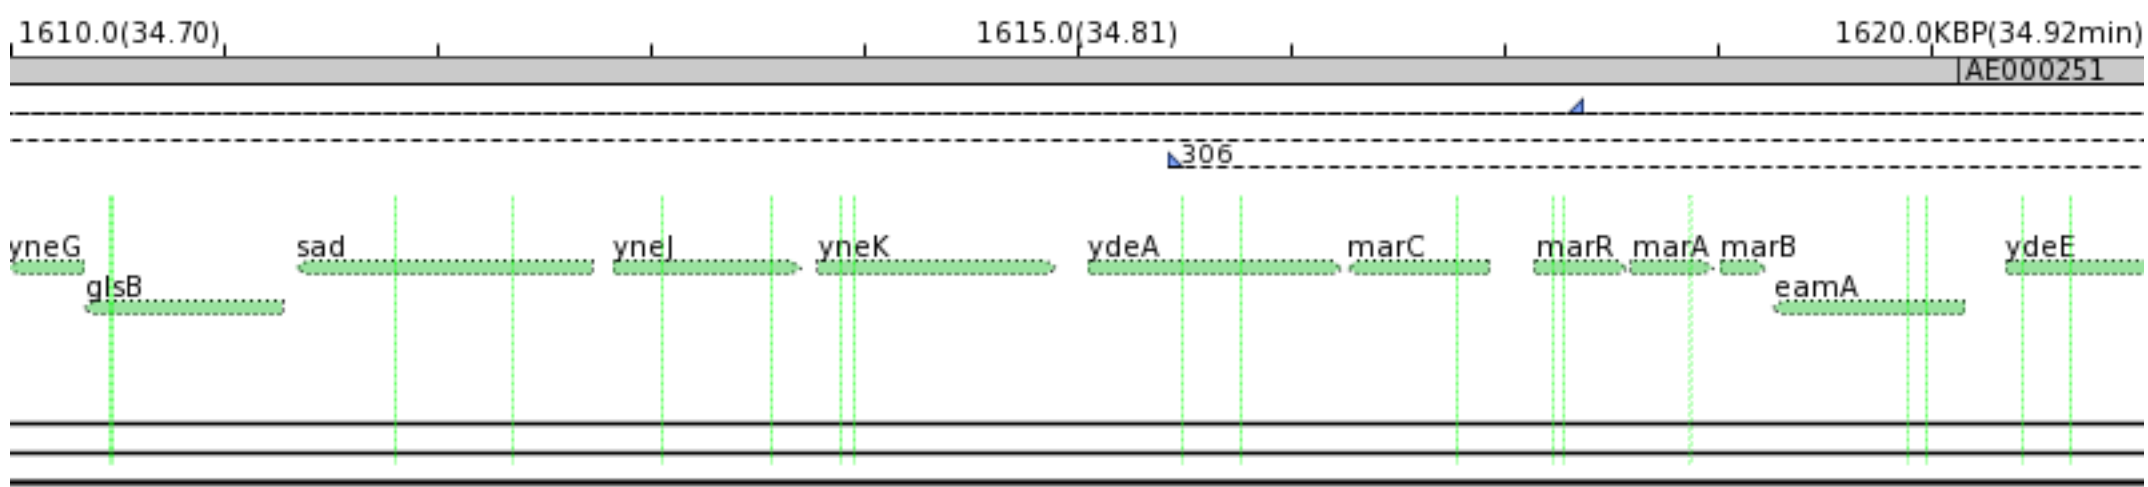 1610.0(34.70) 1615.0(34.81) 1620.0KBP(34.92min)
AE000251
306
yneG sad yneJ yneK ydeA marC marR marA marB ydeE
glsB eamA